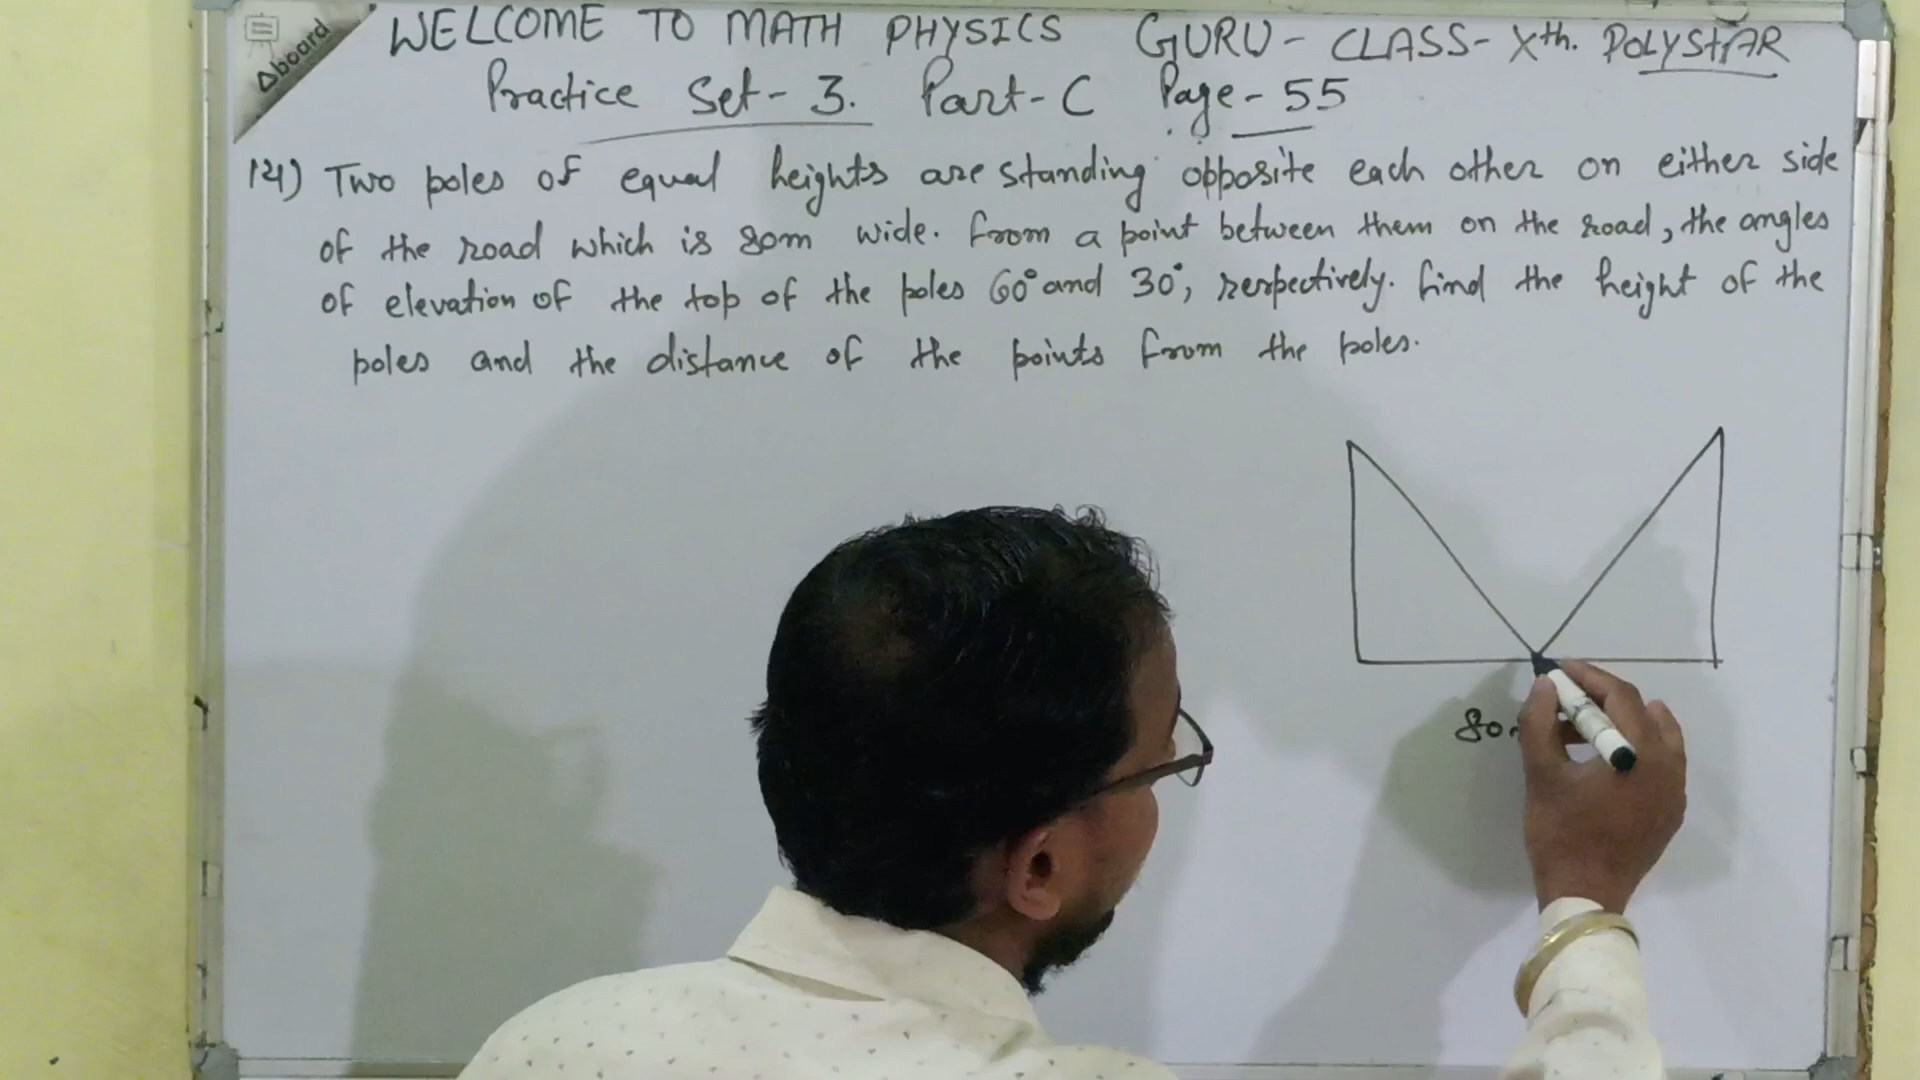 Aboard
WELCOME TO MATH PHYSICS GURU - CLASS - Xth. POLYSTAR
Practice Set - 3. Part - C Page - 55
14) Two poles of equal heights are standing opposite each other on either side
of the road which is 80m wide. From a point between them on the road, the angles
of elevation of the top of the poles 60° and 30°, respectively. find the height of the
poles and the distance of the points from the poles.
80